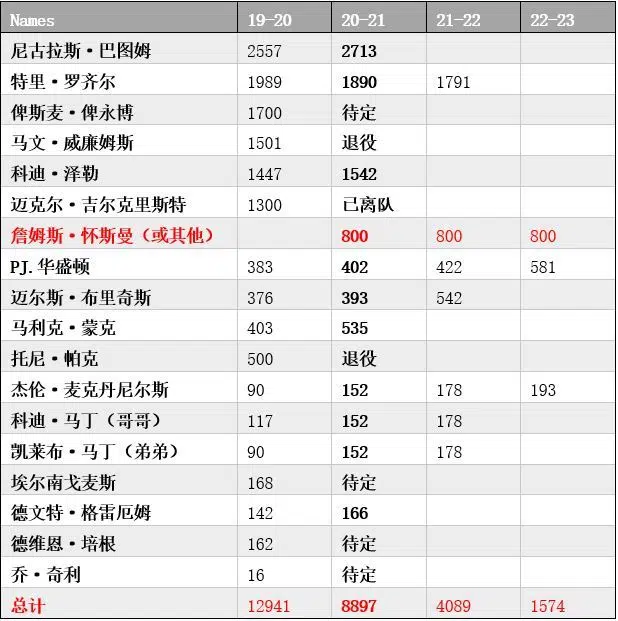 Names 19-20 20-21 21-22 22-23
尼古拉斯·巴图姆 2557 2713
特里·罗齐尔 1989 1890 1791
俾斯麦·俾永博 1700 待定
马文·威廉姆斯 1501 退役
科迪·泽勒 1447 1542
迈克尔·吉尔克里斯特 1300 已离队
詹姆斯·怀斯曼（或其他） 800 800 800
PJ.华盛顿 383 402 422 581
迈尔斯·布里奇斯 376 393 542
马利克·蒙克 403 535
托尼·帕克 500 退役
杰伦·麦克丹尼尔斯 90 152 178 193
科迪·马丁（哥哥） 117 152 178
凯莱布·马丁（弟弟） 90 152 178
埃尔南戈麦斯 168 待定
德文特·格雷厄姆 142 166
德维恩·培根 162 待定
乔·奇利 16 待定
总计 12941 8897 4089 1574